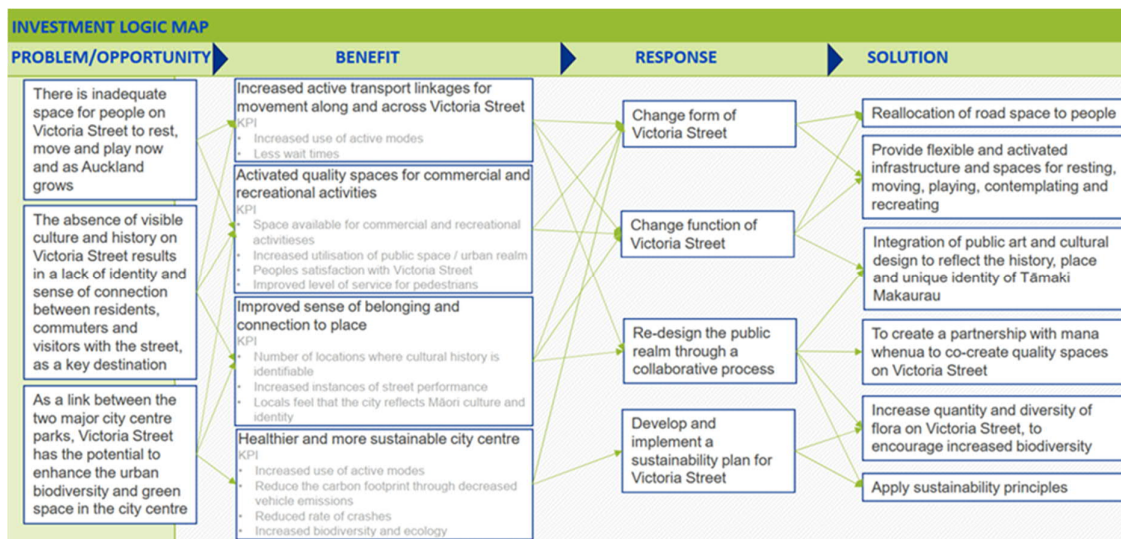 INVESTMENT LOGIC MAP
PROBLEM/OPPORTUNITY
BENEFIT
RESPONSE
SOLUTION
There is inadequate
space for people on
Victoria Street to rest,
move and play now
and as Auckland
grows
The absence of visible
culture and history on
Victoria Street results
in a lack of identity and
sense of connection
between residents,
commuters and
visitors with the street,
as a key destination
As a link between the
two major city centre
parks, Victoria Street
has the potential to
enhance the urban
biodiversity and green
space in the city centre
Increased active transport linkages for
movement along and across Victoria Street
KPI
• Increased use of active modes
• Less wait times
Activated quality spaces for commercial and
recreational activities
KPI
• Space available for commercial and recreational
activitieses
• Increased utilisation of public space / urban realm
• Peoples satisfaction with Victoria Street
• Improved level of service for pedestrians
Improved sense of belonging and
connection to place
KPI
• Number of locations where cultural history is
identifiable
• Increased instances of street performance
• Locals feel that the city reflects Māori culture and
identity
Healthier and more sustainable city centre
KPI
• Increased use of active modes
• Reduce the carbon footprint through decreased
vehicle emissions
• Reduced rate of crashes
• Increased biodiversity and ecology
Change form of
Victoria Street
Change function of
Victoria Street
Re-design the public
realm through a
collaborative process
Develop and
implement a
sustainability plan for
Victoria Street
Reallocation of road space to people
Provide flexible and activated
infrastructure and spaces for resting,
moving, playing, contemplating and
recreating
Integration of public art and cultural
design to reflect the history, place
and unique identity of Tāmaki
Makaurau
To create a partnership with mana
whenua to co-create quality spaces
on Victoria Street
Increase quantity and diversity of
flora on Victoria Street, to
encourage increased biodiversity
Apply sustainability principles